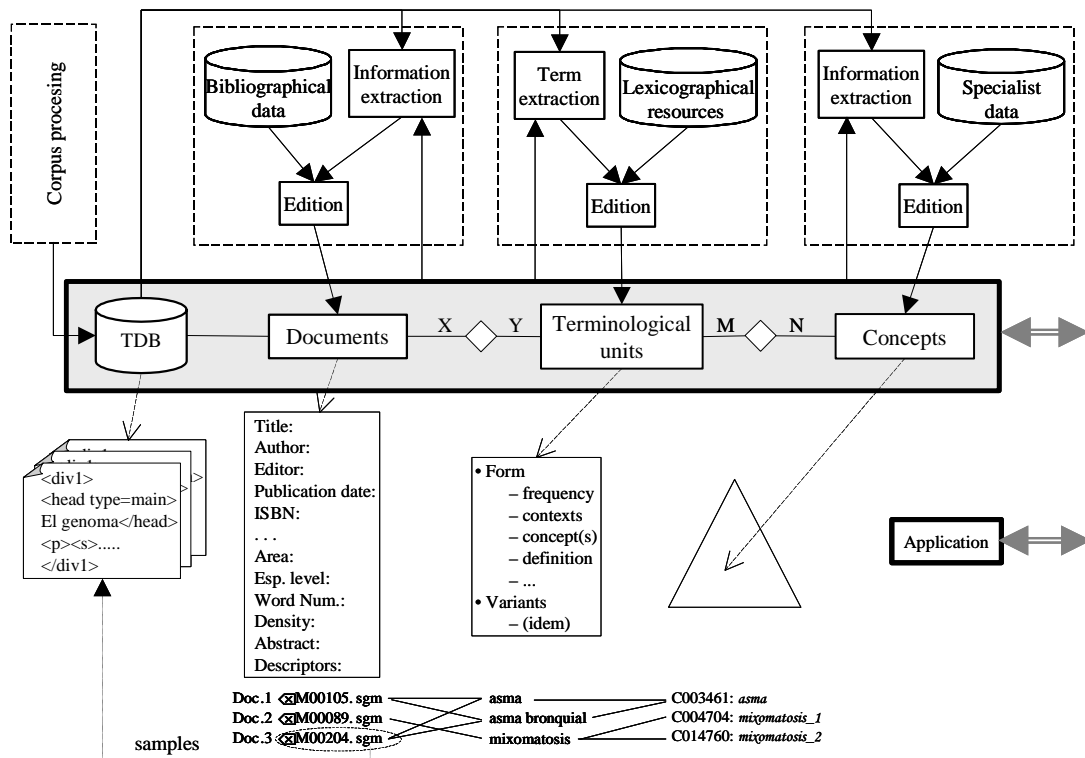 Corpus procesing
Bibliographical
data
Information
extraction
Edition
Term
extraction
Lexicographical
resources
Edition
Information
extraction
Specialist
data
Edition
TDB
Documents
X
Y
Terminological
units
M
N
Concepts
<div1>
<head type=main>
El genoma</head>
<p><s>.....
</div1>
Title:
Author:
Editor:
Publication date:
ISBN:
. . .
Area:
Esp. level:
Word Num.:
Density:
Abstract:
Descriptors:
• Form
– frequency
– contexts
– concept(s)
– definition
– ...
• Variants
– (idem)
Application
Doc.1 M00105. sgm
asma
C003461: asma
Doc.2 M00089. sgm
asma bronquial
C004704: mixomatosis_1
Doc.3 M00204. sgm
mixomatosis
C014760: mixomatosis_2
samples